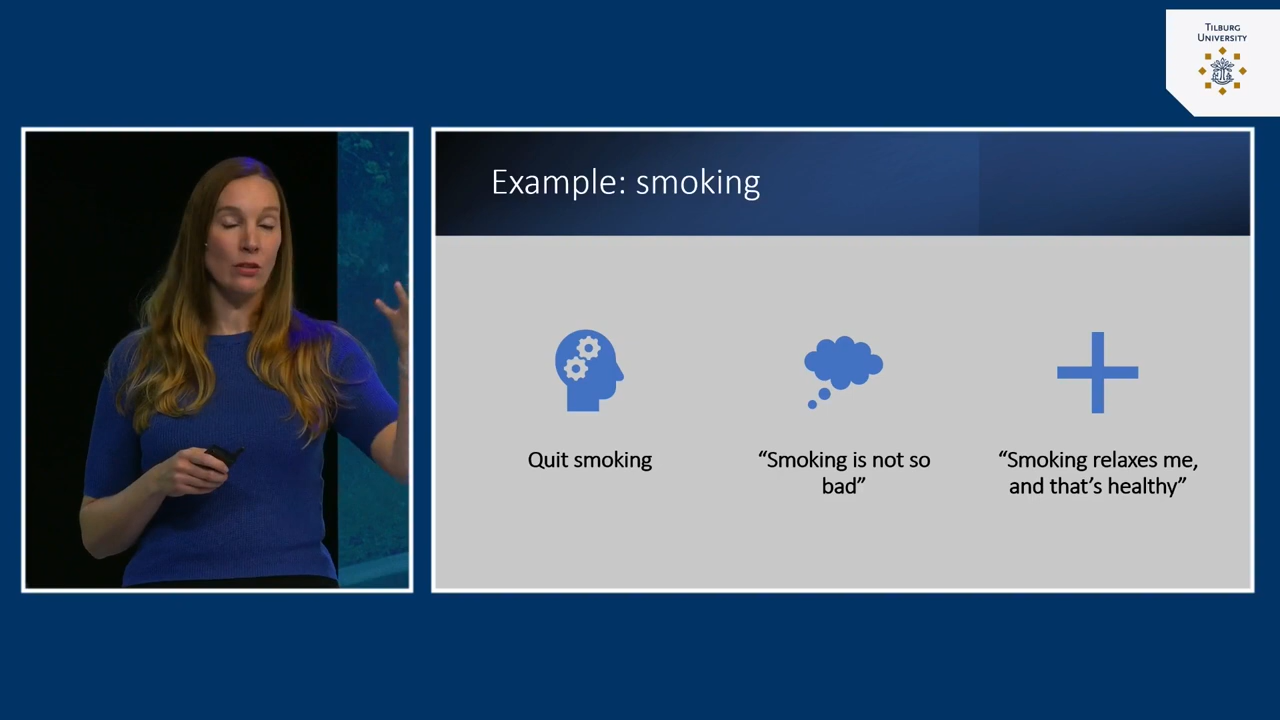 TILBURG
UNIVERSITY
Example: smoking
Quit smoking
“Smoking is not so
bad”
“Smoking relaxes me,
and that’s healthy”